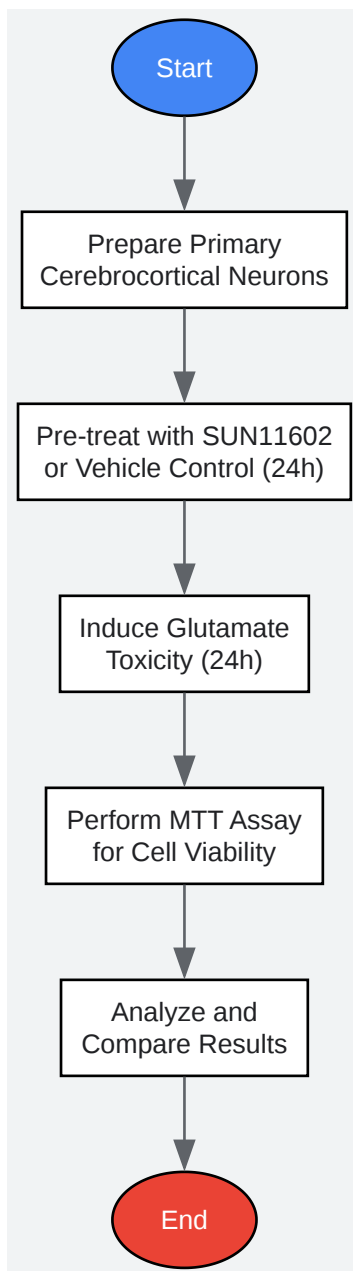 Start
Prepare Primary
Cerebrocortical Neurons
Pre-treat with SUN11602
or Vehicle Control (24h)
Induce Glutamate
Toxicity (24h)
Perform MTT Assay
for Cell Viability
Analyze and
Compare Results
End